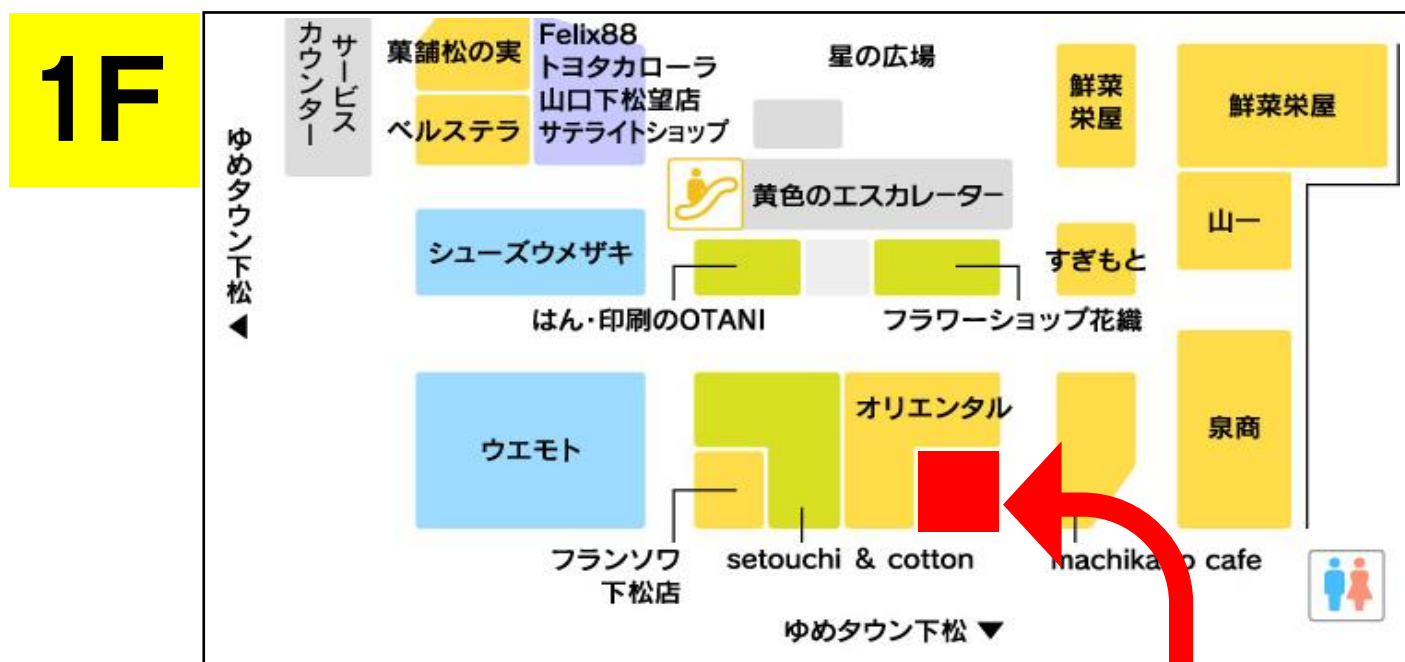 1F
サービス
カウンター
菓舗松の実
Felix88
トヨタカローラ
山口下松望店
サテライトショップ
星の広場
鮮菜
栄屋
鮮菜栄屋
ベルステラ
ゆめタウン下松 ◀
黄色のエスカレーター
山一
シューズウメザキ
すぎもと
はん・印刷のOTANI
フラワーショップ花織
オリエンタル
ウエモト
泉商
フランソワ
下松店
setouchi & cotton
cafe
ゆめタウン下松 ▼